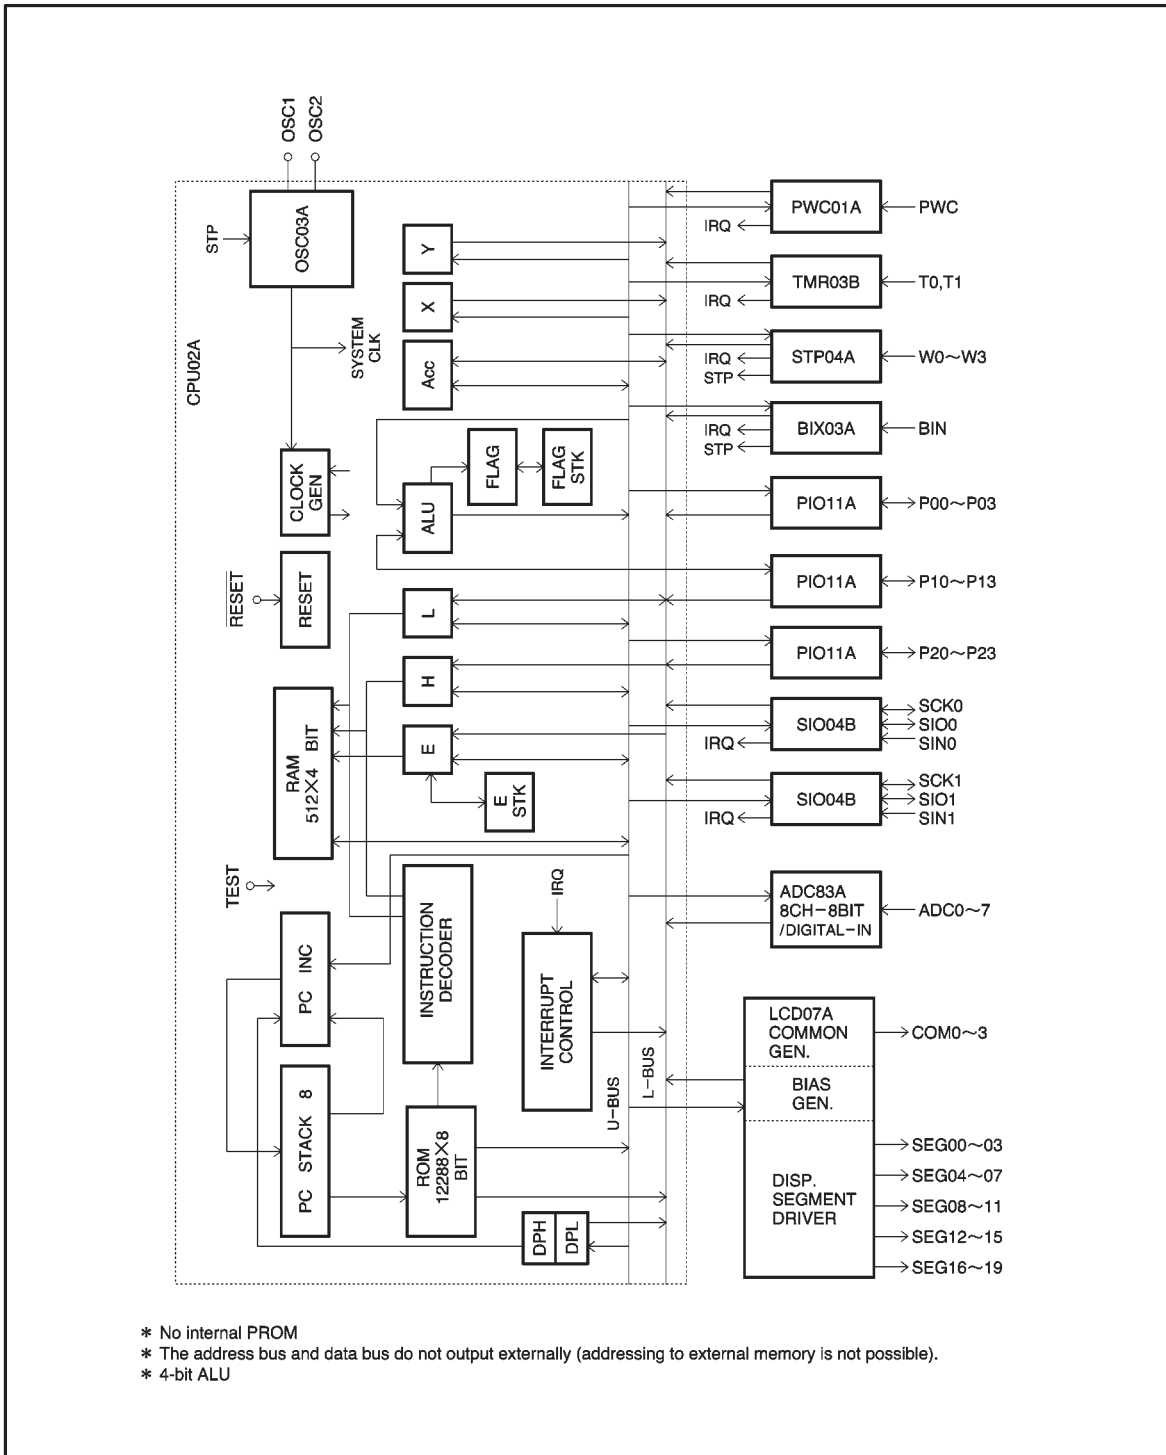 OSC1
OSC2
CPU02A
STP
OSC03A
SYSTEM
CLK
CLOCK
GEN
RESET
RESET
RAM
512×4 BIT
TEST
PC INC
PC STACK 8
Y
X
Acc
ALU
FLAG
FLAG
STK
L
H
E
E
STK
INSTRUCTION
DECODER
ROM
12288×8
BIT
IRQ
INTERRUPT
CONTROL
DPH
DPL
U-BUS
L-BUS
PWC01A
PWC
IRQ
TMR03B
T0,T1
IRQ
STP04A
W0~W3
IRQ
STP
BIX03A
BIN
IRQ
STP
PIO11A
P00~P03
PIO11A
P10~P13
PIO11A
P20~P23
SIO04B
SCK0
SIO0
SIN0
IRQ
SIO04B
SCK1
SIO1
SIN1
IRQ
ADC83A
8CH-8BIT
/DIGITAL-IN
ADC0~7
LCD07A
COMMON
GEN.
COM0~3
BIAS
GEN.
DISP.
SEGMENT
DRIVER
SEG00~03
SEG04~07
SEG08~11
SEG12~15
SEG16~19
* No internal PROM
* The address bus and data bus do not output externally (addressing to external memory is not possible).
* 4-bit ALU